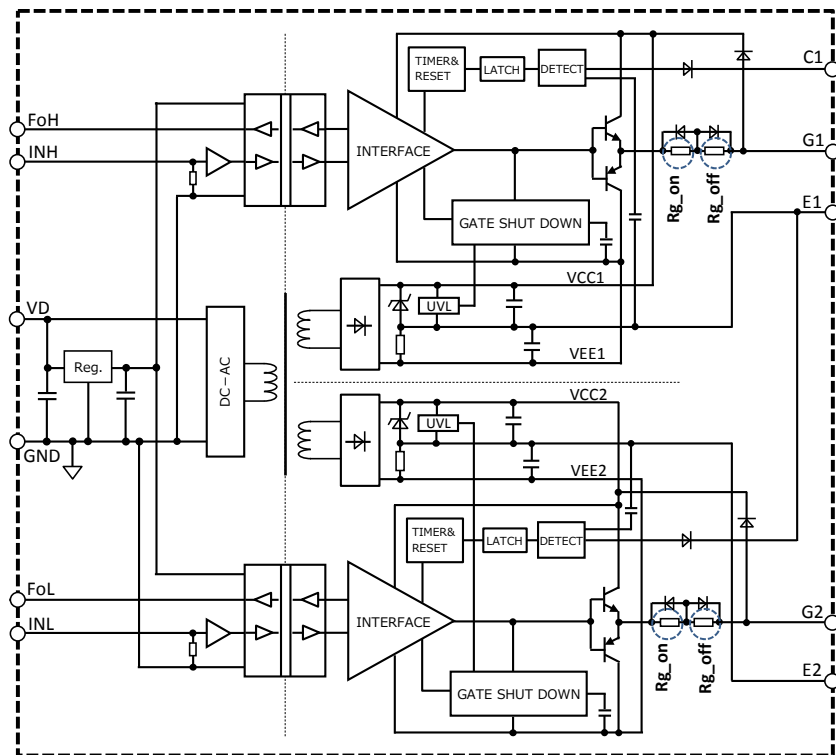 C1
TIMER&
RESET
LATCH
DETECT
FoH
INH
INTERFACE
G1
Rg_on
Rg_off
E1
GATE SHUT DOWN
VCC1
VD
UVL
VEE1
Reg.
DC-AC
VCC2
UVL
GND
VEE2
TIMER&
RESET
LATCH
DETECT
FoL
INL
INTERFACE
G2
Rg_on
Rg_off
E2
GATE SHUT DOWN